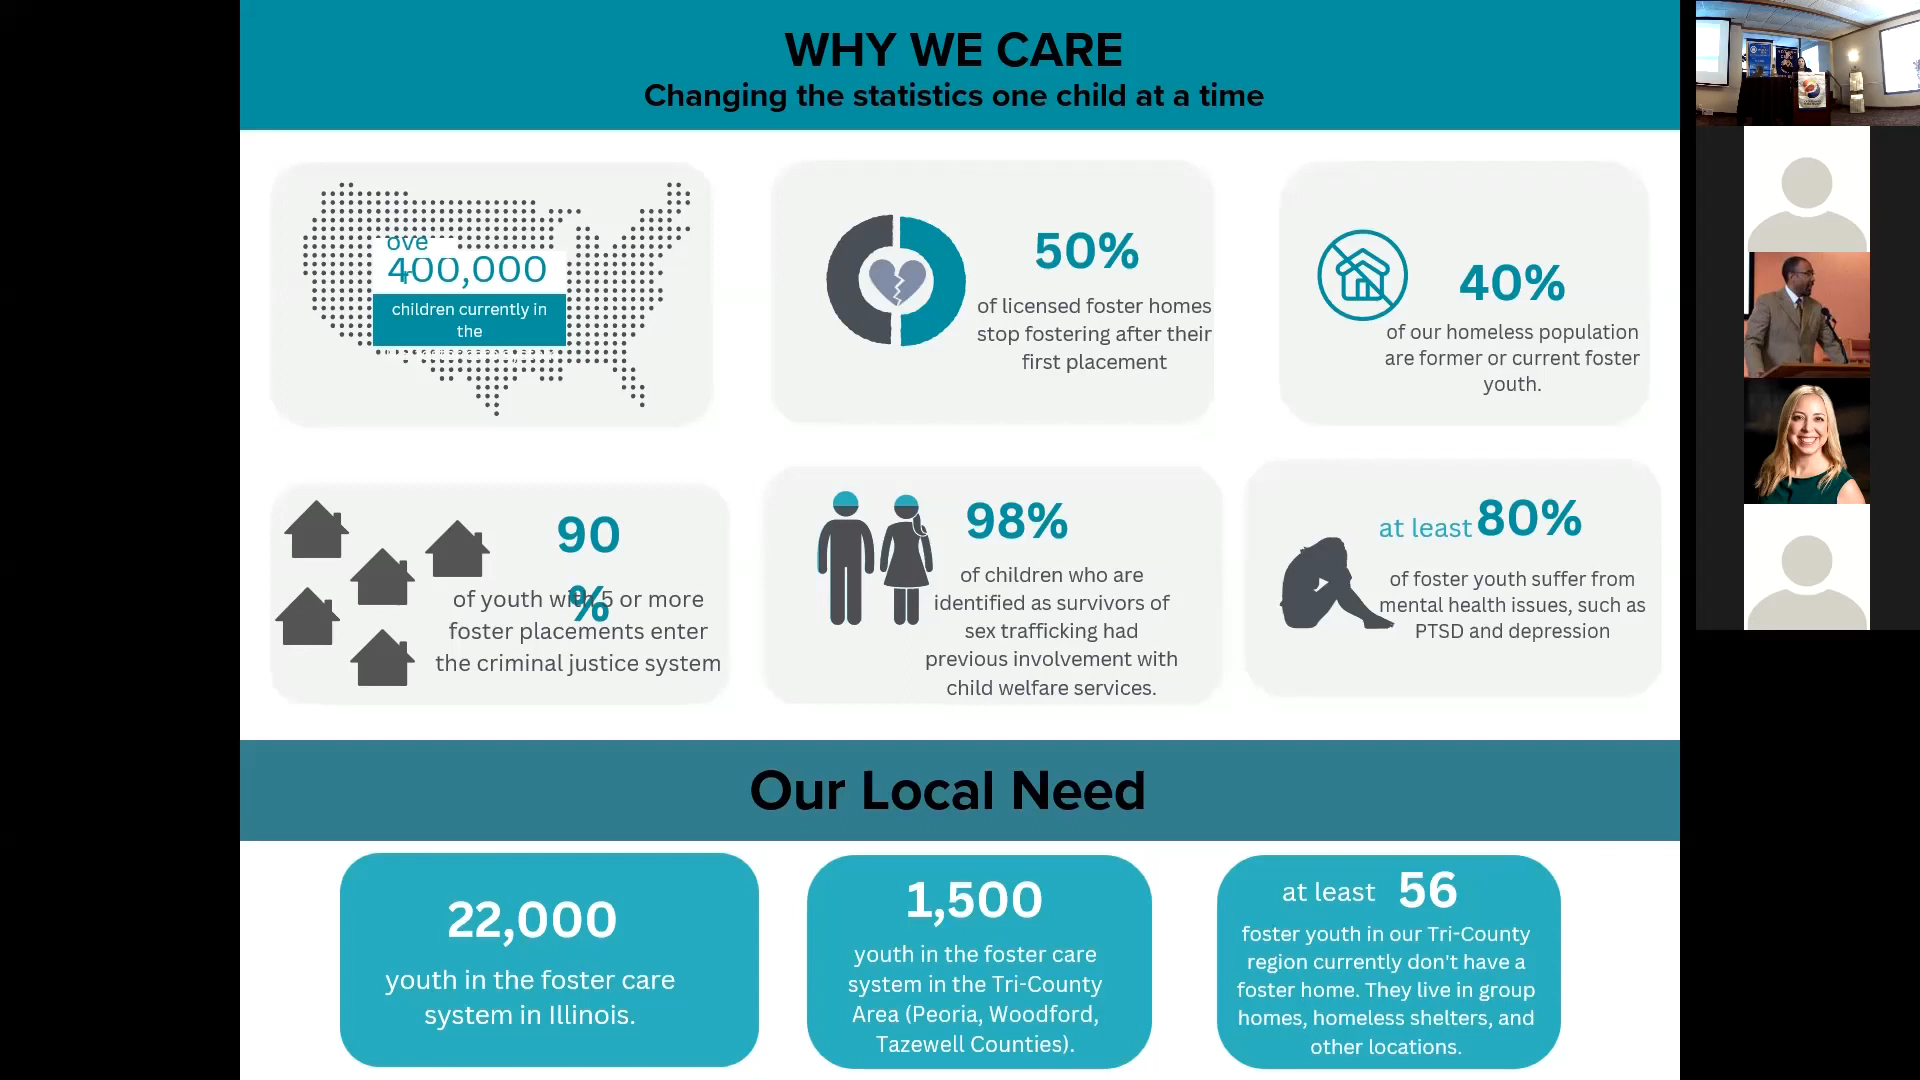 WHY WE CARE
Changing the statistics one child at a time
ove
400,000
children currently in
the
50%
of licensed foster homes
stop fostering after their
first placement
40%
of our homeless population
are former or current foster
youth.
90
%
of youth with 5 or more
foster placements enter
the criminal justice system
98%
of children who are
identified as survivors of
sex trafficking had
previous involvement with
child welfare services.
at least 80%
of foster youth suffer from
mental health issues, such as
PTSD and depression
Our Local Need
22,000
youth in the foster care
system in Illinois.
1,500
youth in the foster care
system in the Tri-County
Area (Peoria, Woodford,
Tazewell Counties).
at least 56
foster youth in our Tri-County
region currently don't have a
foster home. They live in group
homes, homeless shelters, and
other locations.